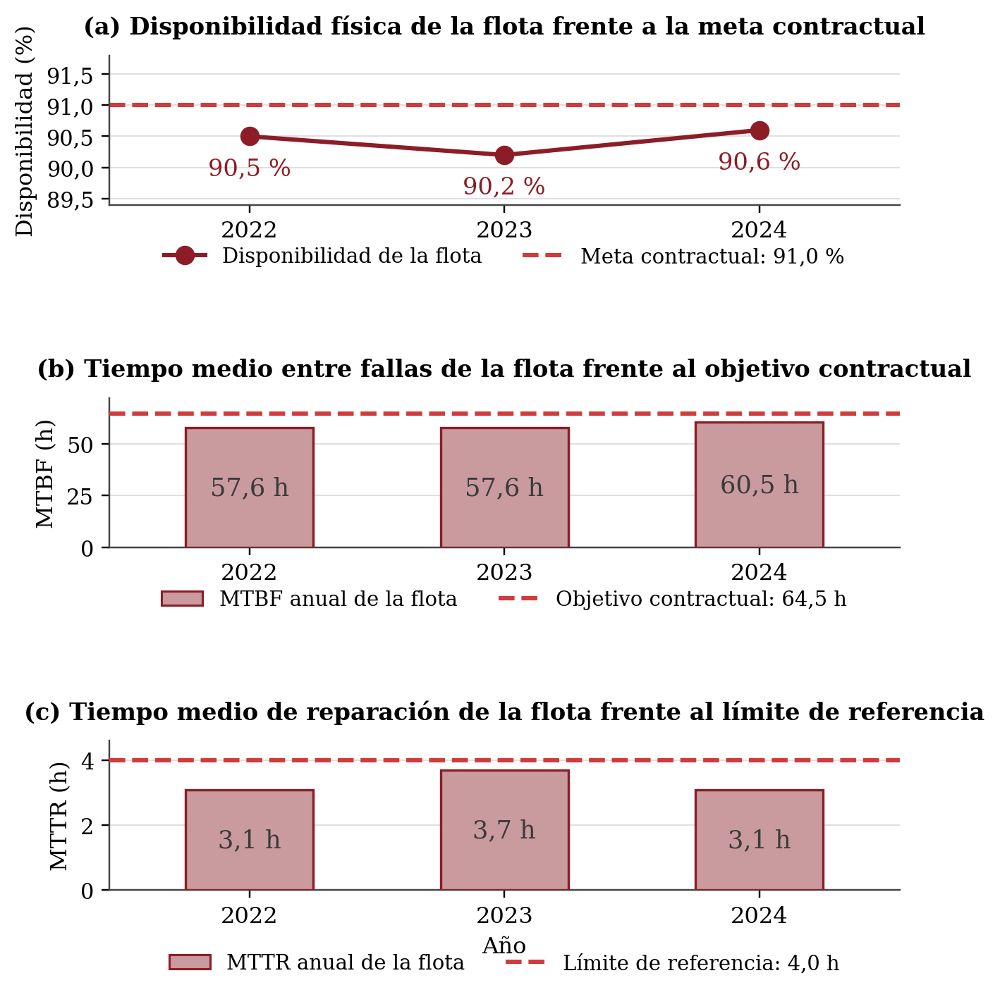 (a) Disponibilidad física de la flota frente a la meta contractual
Disponibilidad (%)
91,5
91,0
90,5
90,0
89,5
90,5 %
90,2 %
90,6 %
2022
2023
2024
Disponibilidad de la flota
Meta contractual: 91,0 %
(b) Tiempo medio entre fallas de la flota frente al objetivo contractual
MTBF (h)
50
25
0
57,6 h
57,6 h
60,5 h
2022
2023
2024
MTBF anual de la flota
Objetivo contractual: 64,5 h
(c) Tiempo medio de reparación de la flota frente al límite de referencia
MTTR (h)
4
2
0
3,1 h
3,7 h
3,1 h
2022
2023
2024
Año
MTTR anual de la flota
Límite de referencia: 4,0 h